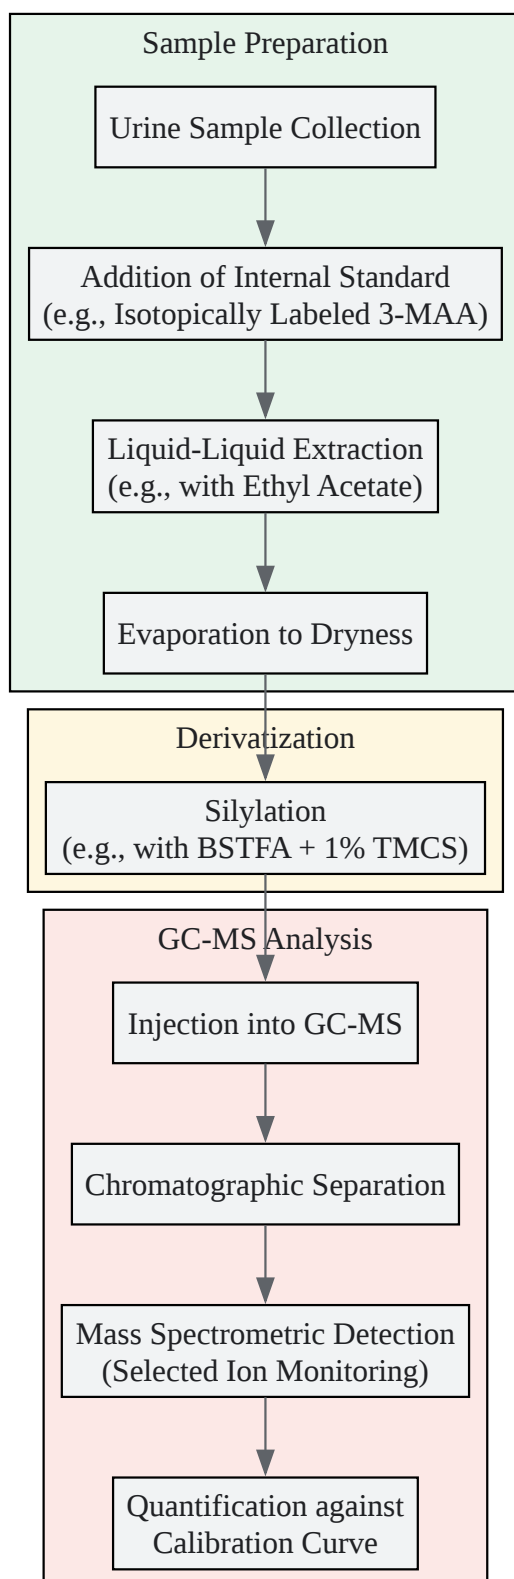 Sample Preparation
Urine Sample Collection
Addition of Internal Standard
(e.g., Isotopically Labeled 3-MAA)
Liquid-Liquid Extraction
(e.g., with Ethyl Acetate)
Evaporation to Dryness
Derivatization
Silylation
(e.g., with BSTFA + 1% TMCS)
GC-MS Analysis
Injection into GC-MS
Chromatographic Separation
Mass Spectrometric Detection
(Selected Ion Monitoring)
Quantification against
Calibration Curve